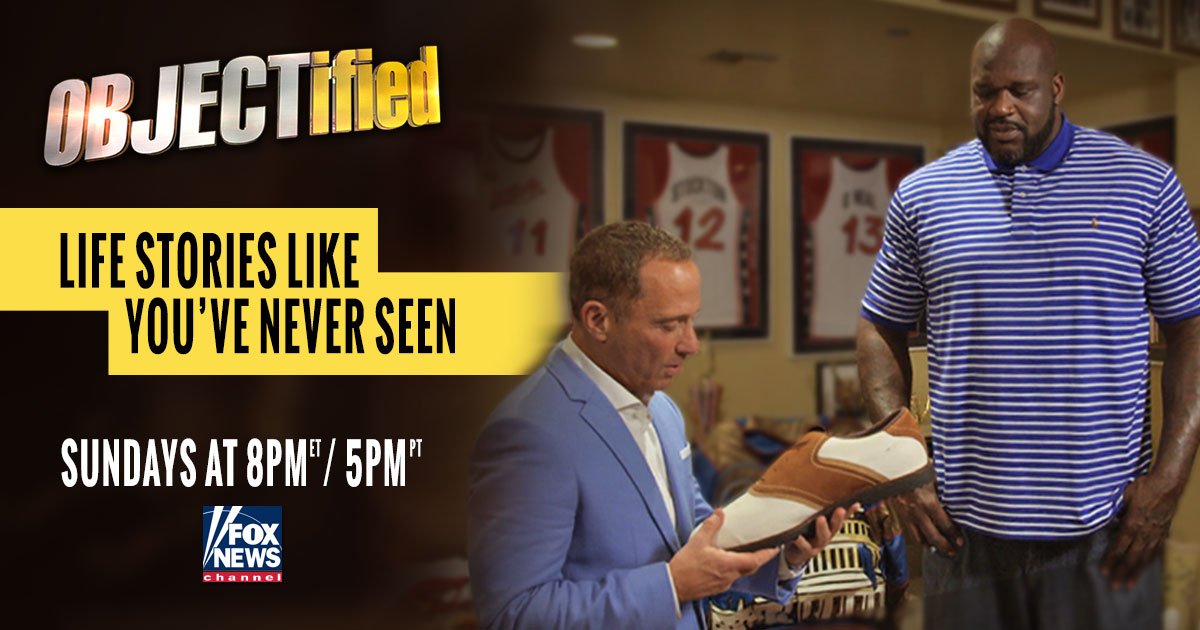 OBJECTified
LIFE STORIES LIKE
YOU'VE NEVER SEEN
SUNDAYS AT 8PM ET / 5PM PT
FOX
NEWS
channel
11
STOCKTON
12
O'NEAL
13